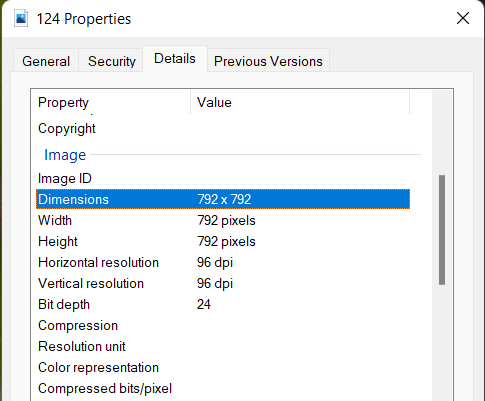 124 Properties
General Security Details Previous Versions
Property Value
Copyright
Image
Image ID
Dimensions 792 x 792
Width 792 pixels
Height 792 pixels
Horizontal resolution 96 dpi
Vertical resolution 96 dpi
Bit depth 24
Compression
Resolution unit
Color representation
Compressed bits/pixel